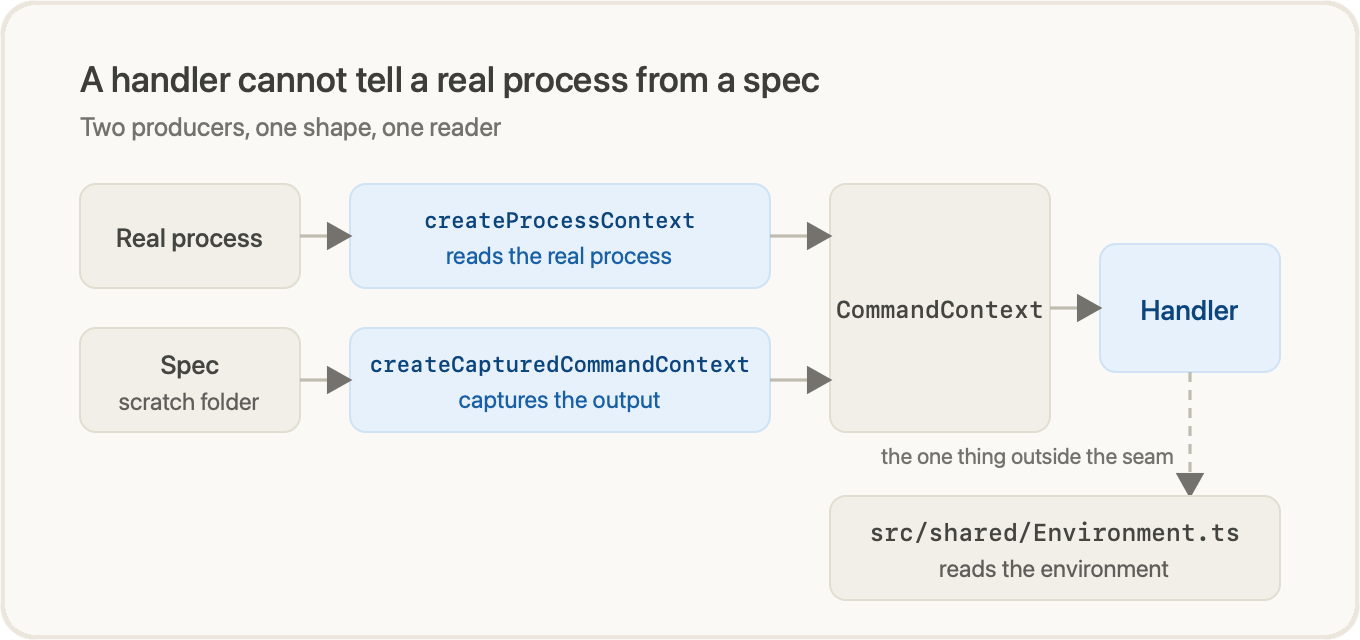 A handler cannot tell a real process from a spec
Two producers, one shape, one reader
Real process
createProcessContext
reads the real process
Spec
scratch folder
createCapturedCommandContext
captures the output
CommandContext
Handler
the one thing outside the seam
src/shared/Environment.ts
reads the environment